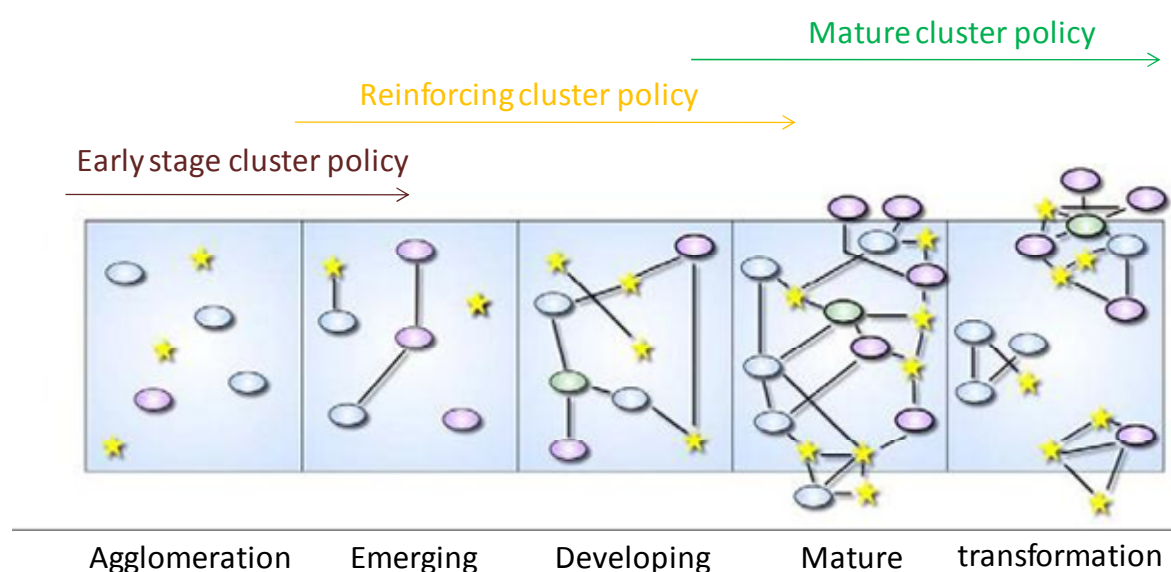 Mature cluster policy
Reinforcing cluster policy
Early stage cluster policy
Agglomeration
Emerging
Developing
Mature
transformation